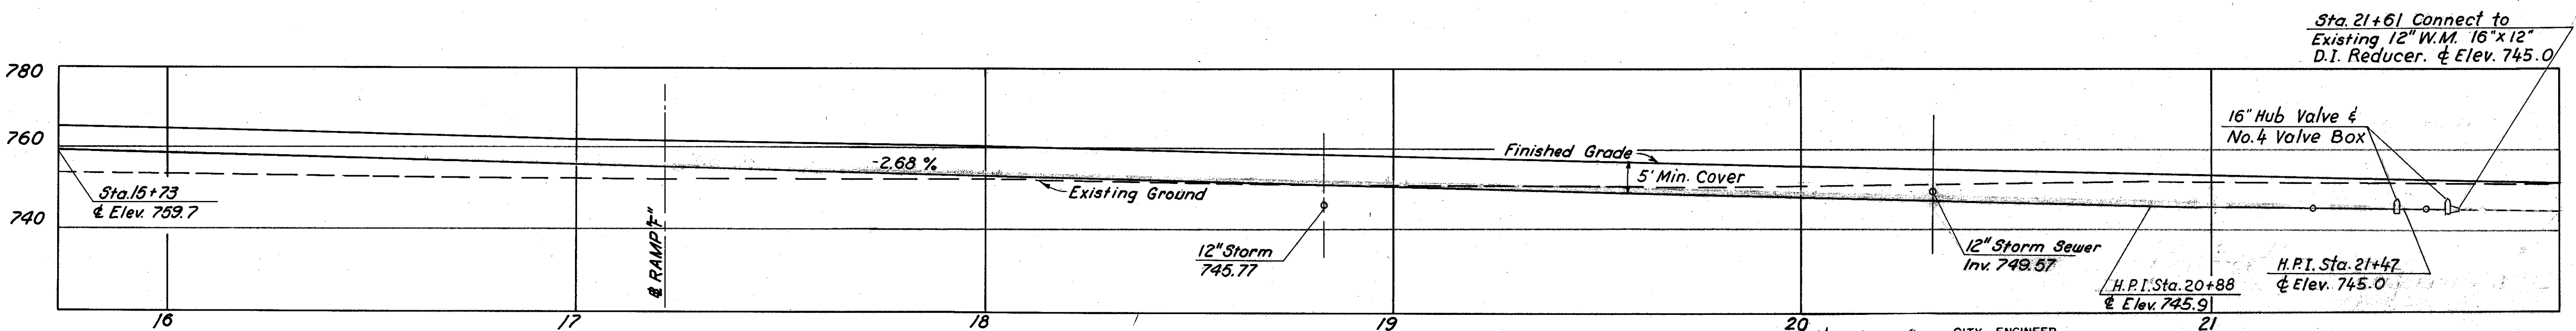 Sta. 21+61 Connect to
Existing 12" W.M. 16"x12"
D.I. Reducer. ℄ Elev. 745.0
780
760
740
16" Hub Valve &
No.4 Valve Box
Finished Grade
-2.68 %
5' Min. Cover
Existing Ground
Sta.15+73
℄ Elev. 759.7
℄ RAMP "F"
12" Storm
745.77
12" Storm Sewer
Inv. 749.57
H.P.I. Sta. 20+88
℄ Elev. 745.9
H.P.I. Sta. 21+47
℄ Elev. 745.0
16
17
18
19
20
21
CITY ENGINEER